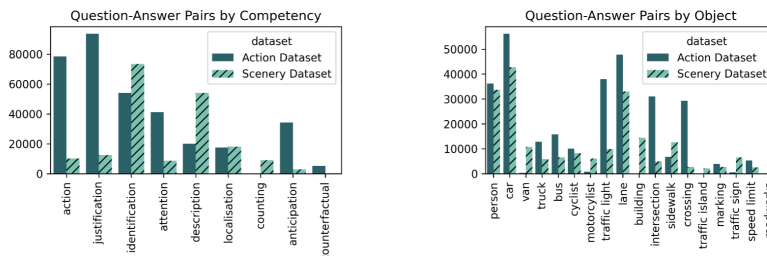 Question-Answer Pairs by Competency
80000
60000
40000
20000
0
dataset
Action Dataset
Scenery Dataset
action
justification
identification
attention
description
localisation
counting
anticipation
ounterfactual
Question-Answer Pairs by Object
50000
40000
30000
20000
10000
0
dataset
Action Dataset
Scenery Dataset
person
car
van
truck
bus
cyclist
motorcylist
traffic light
lane
building
intersection
sidewalk
crossing
traffic island
marking
traffic sign
speed limit